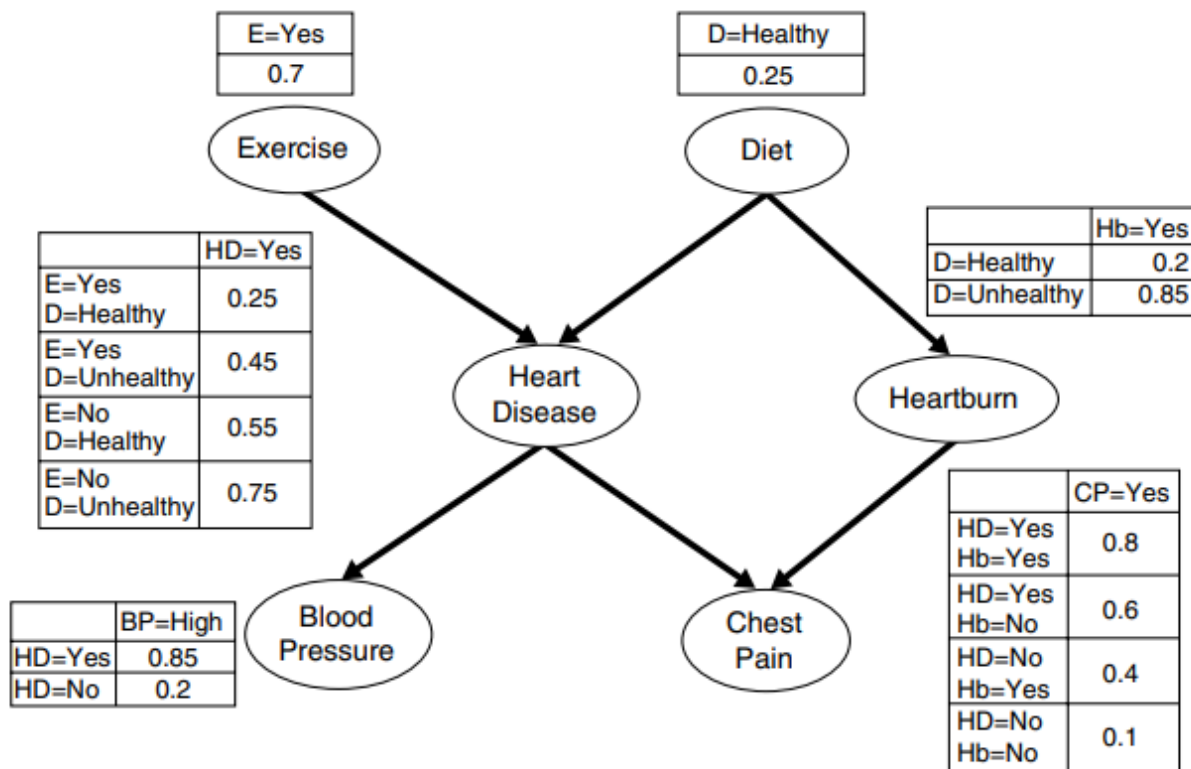 E=Yes
0.7
D=Healthy
0.25
Exercise
Diet
HD=Yes
E=Yes
D=Healthy
0.25
E=Yes
D=Unhealthy
0.45
E=No
D=Healthy
0.55
E=No
D=Unhealthy
0.75
Hb=Yes
D=Healthy 0.2
D=Unhealthy 0.85
Heart
Disease
Heartburn
BP=High
HD=Yes 0.85
HD=No 0.2
Blood
Pressure
Chest
Pain
CP=Yes
HD=Yes
Hb=Yes
0.8
HD=Yes
Hb=No
0.6
HD=No
Hb=Yes
0.4
HD=No
Hb=No
0.1